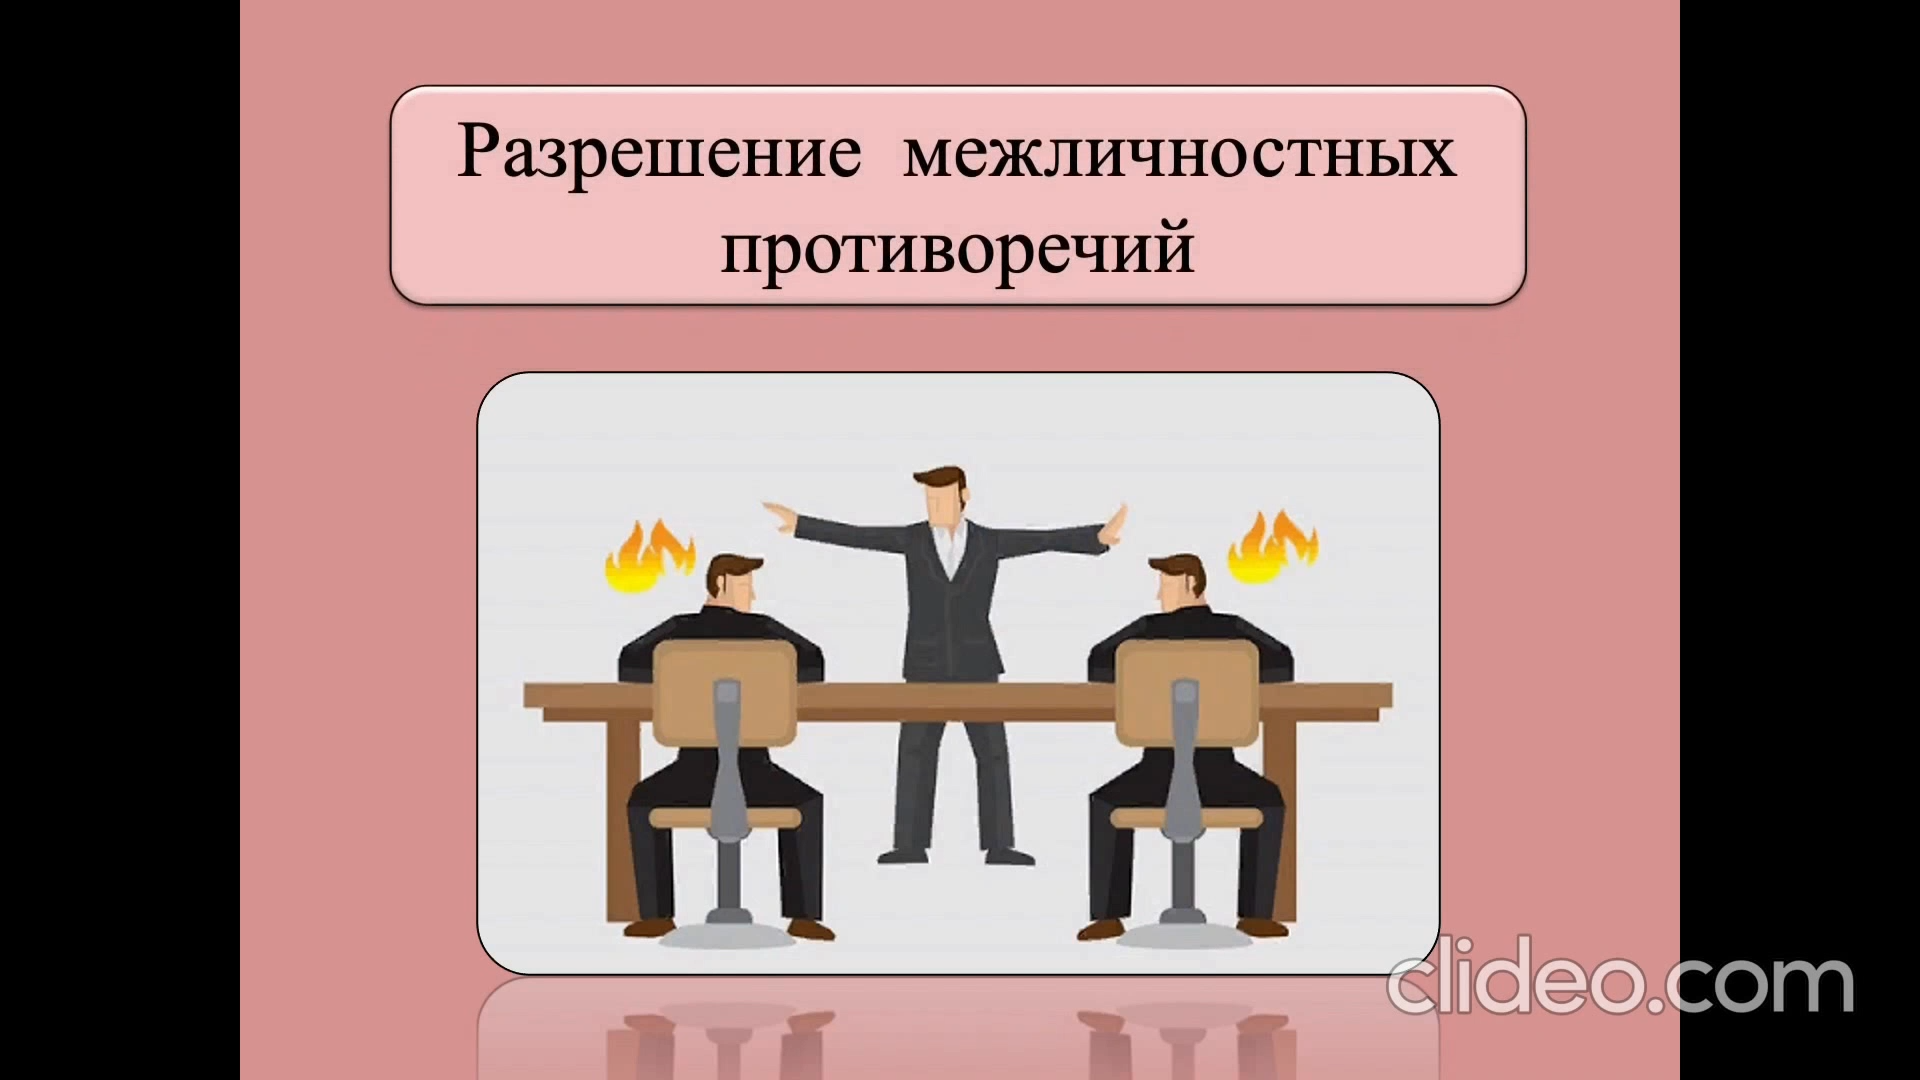 Разрешение межличностных
противоречий
clideo.com